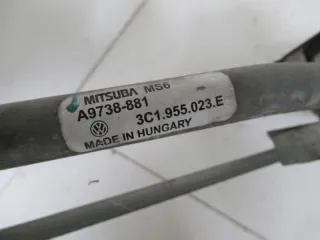 MITSUBA MS6
A9738-881
3C1.955.023.E
MADE IN HUNGARY